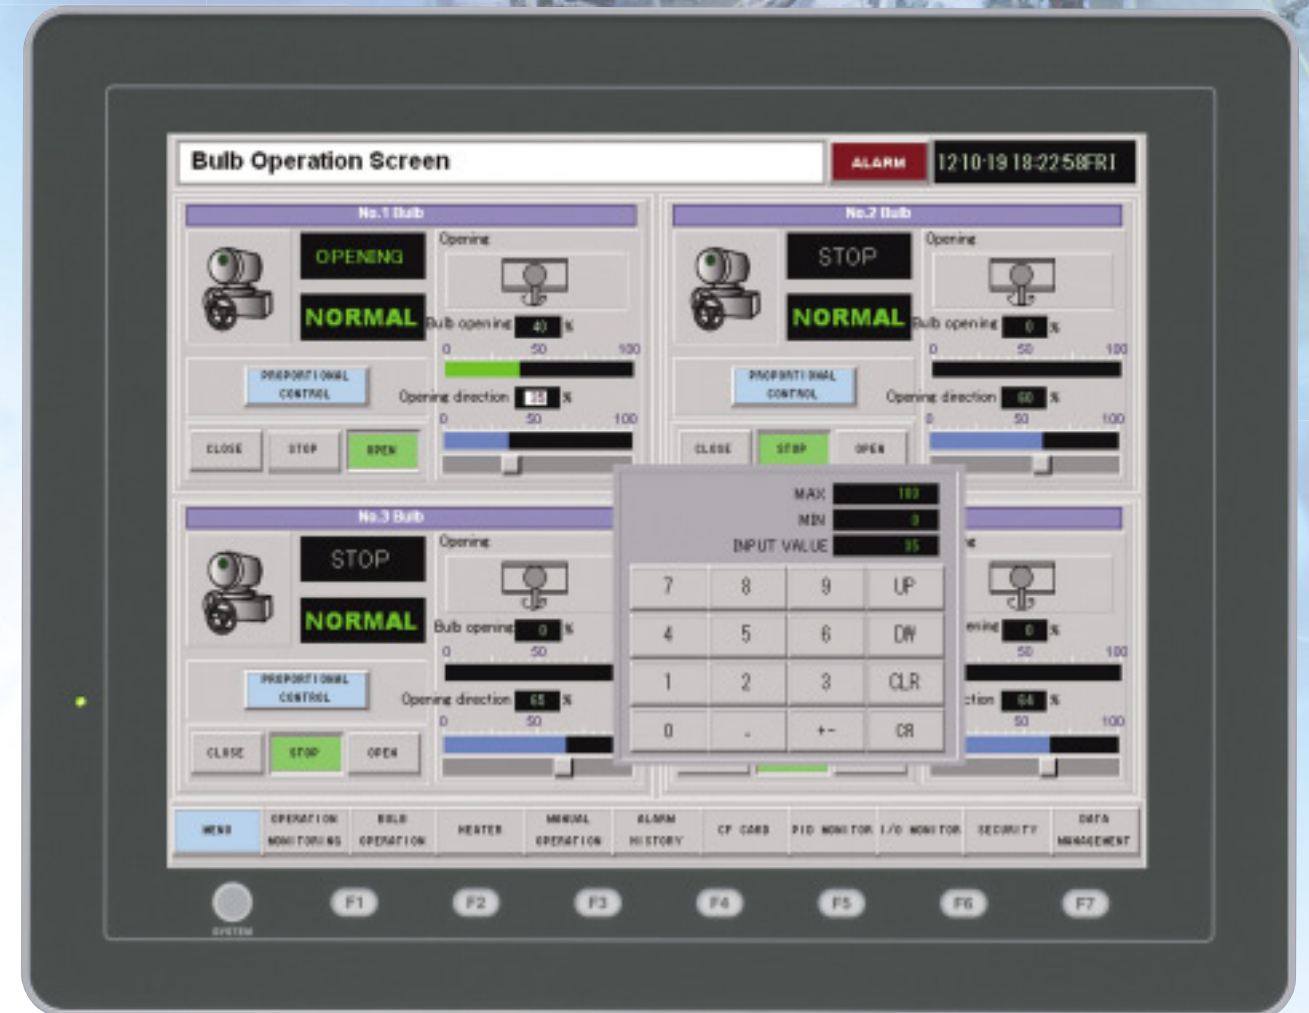 Bulb Operation Screen
ALARM
12-10-19 18:22:58FRI
No.1 Bulb
OPENING
NORMAL
Opening
Bulb opening 40 %
0 50 100
PROPORTIONAL
CONTROL
Opening direction 35 %
0 50 100
CLOSE STOP OPEN
No.2 Bulb
STOP
NORMAL
Opening
Bulb opening 0 %
0 50 100
PROPORTIONAL
CONTROL
Opening direction 60 %
0 50 100
CLOSE STOP OPEN
No.3 Bulb
STOP
NORMAL
Opening
Bulb opening 0 %
0 50
PROPORTIONAL
CONTROL
Opening direction 65 %
0 50
CLOSE STOP OPEN
MAX 100
MIN 0
INPUT VALUE 35
7 8 9 UP
4 5 6 DW
1 2 3 CLR
0 . +- CR
0 %
50 100
64 %
50 100
MENU
OPERATION
MONITORING
BULB
OPERATION
HEATER
MANUAL
OPERATION
ALARM
HISTORY
CF CARD
PID MONITOR
I/O MONITOR
SECURITY
DATA
MANAGEMENT
SYSTEM
F1 F2 F3 F4 F5 F6 F7